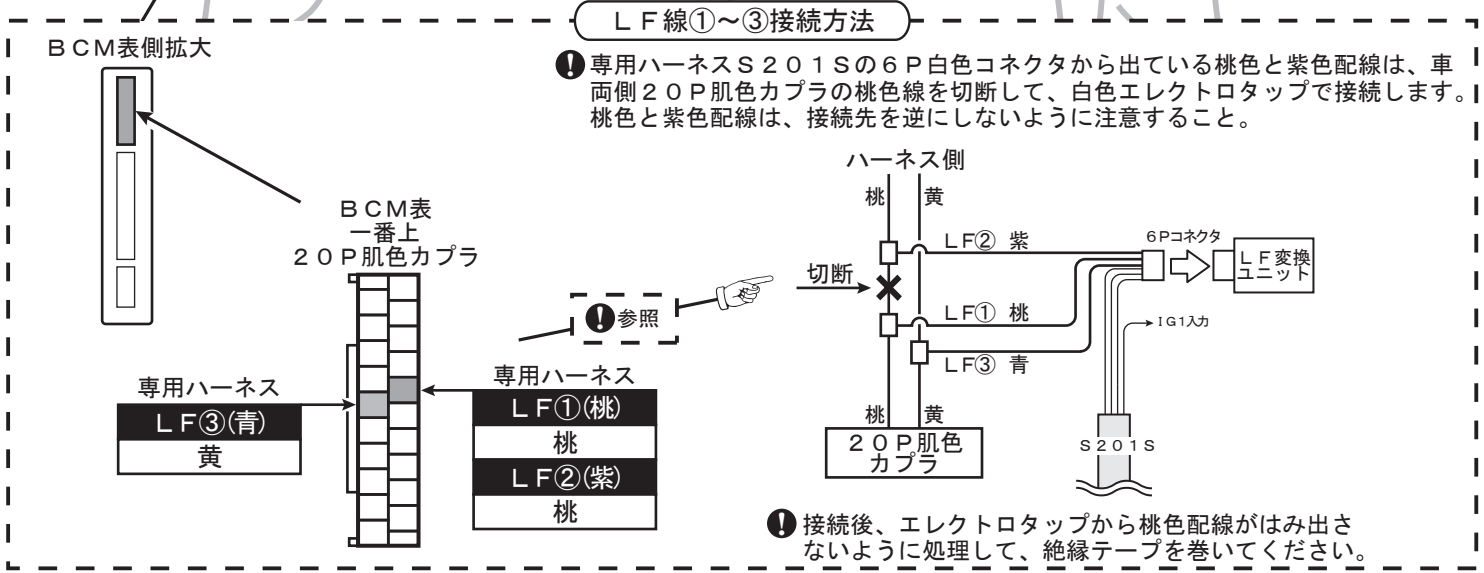 ＬＦ線①～③接続方法
ＢＣＭ表側拡大
専用ハーネスＳ２０１Ｓの６Ｐ白色コネクタから出ている桃色と紫色配線は、車
両側２０Ｐ肌色カプラの桃色線を切断して、白色エレクトロタップで接続します。
桃色と紫色配線は、接続先を逆にしないように注意すること。
ＢＣＭ表
一番上
２０Ｐ肌色カプラ
参照
専用ハーネス
ＬＦ③(青)
黄
専用ハーネス
ＬＦ①(桃)
桃
ＬＦ②(紫)
桃
ハーネス側
桃
黄
ＬＦ② 紫
6Pコネクタ
ＬＦ変換
ユニット
切断
ＬＦ① 桃
IG1入力
ＬＦ③ 青
桃
黄
２０Ｐ肌色
カプラ
Ｓ２０１Ｓ
接続後、エレクトロタップから桃色配線がはみ出さ
ないように処理して、絶縁テープを巻いてください。